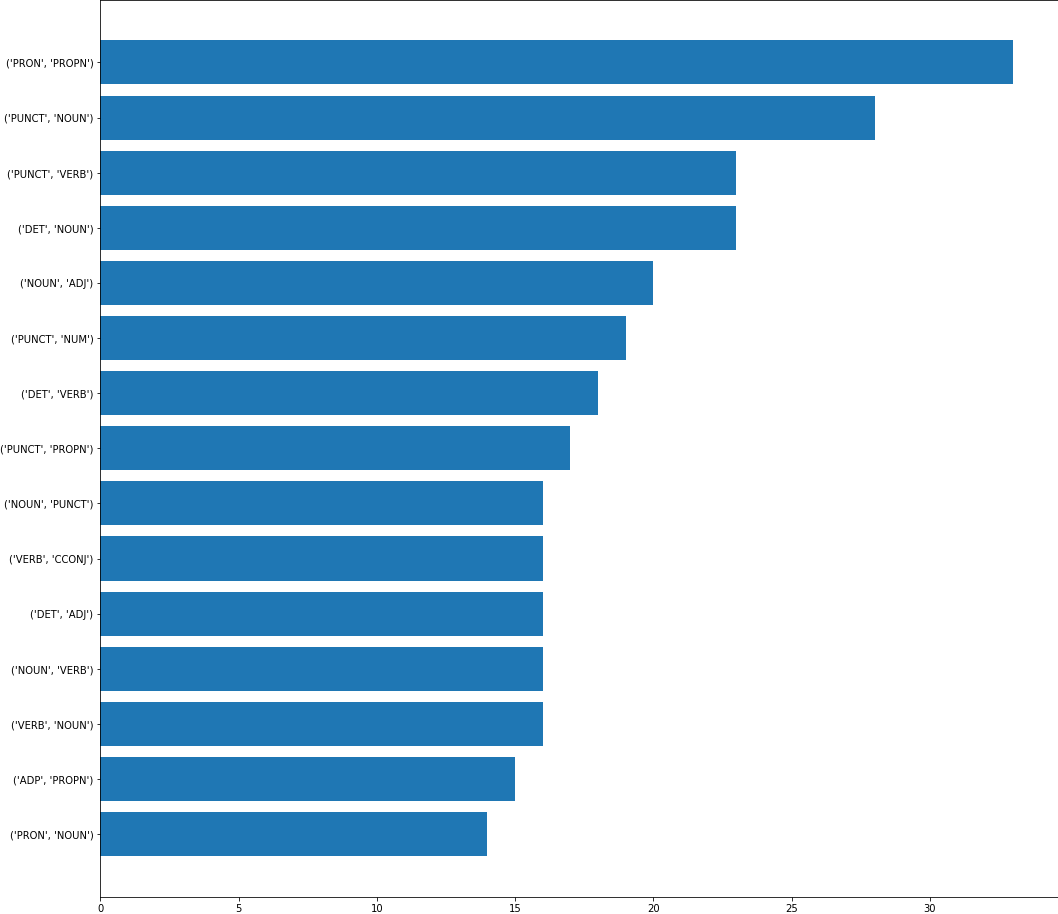 ('PRON', 'PROPN')
('PUNCT', 'NOUN')
('PUNCT', 'VERB')
('DET', 'NOUN')
('NOUN', 'ADJ')
('PUNCT', 'NUM')
('DET', 'VERB')
('PUNCT', 'PROPN')
('NOUN', 'PUNCT')
('VERB', 'CCONJ')
('DET', 'ADJ')
('NOUN', 'VERB')
('VERB', 'NOUN')
('ADP', 'PROPN')
('PRON', 'NOUN')
0 5 10 15 20 25 30